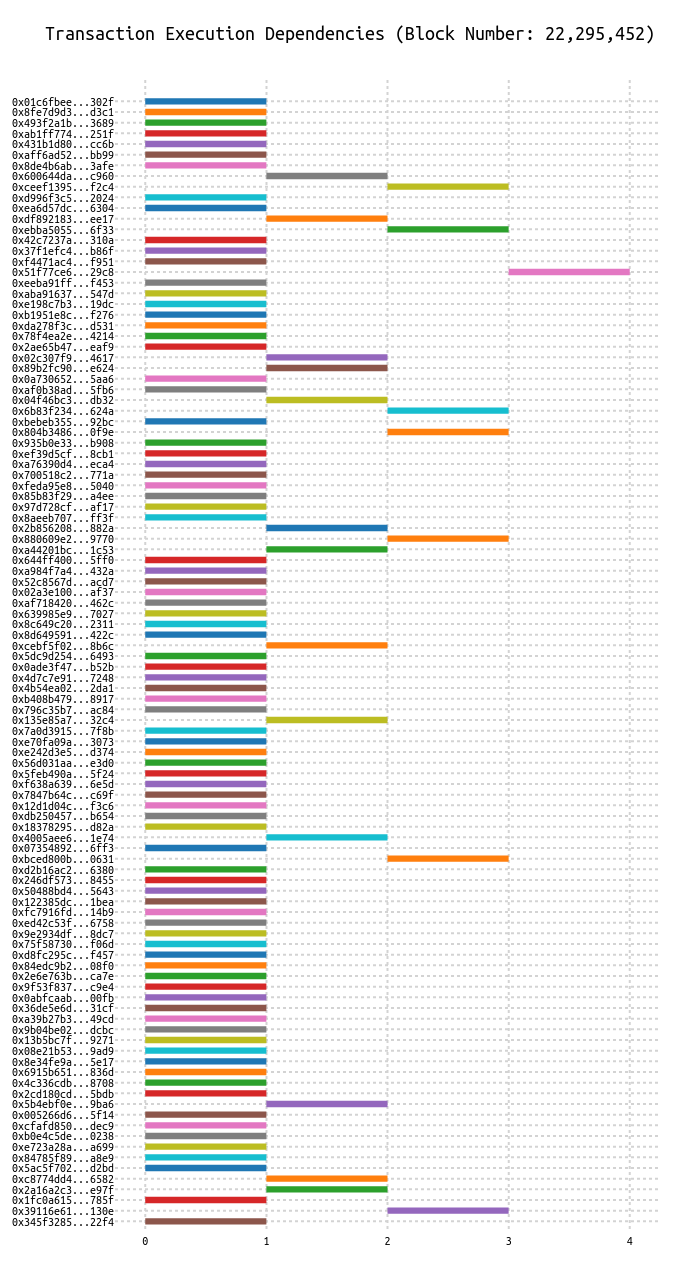 Transaction Execution Dependencies (Block Number: 22,295,452)
0x01c6fbee...302f
0x8fe7d9d3...d3c1
0x493f2a1b...3689
0xab1ff774...251f
0x431b1d80...cc6b
0xaff6ad52...bb99
0x8de4b6ab...3afe
0x600644da...c960
0xceef1395...f2c4
0xd996f3c5...2024
0xea6d57dc...6304
0xdf892183...ee17
0xebba5055...6f33
0x42c7237a...310a
0x37f1efc4...b86f
0xf4471ac4...f951
0x51f77ce6...29c8
0xeeba91ff...f453
0xaba91637...547d
0xe198c7b3...19dc
0xb1951e8c...f276
0xda278f3c...d531
0x78f4ea2e...4214
0x2ae65b47...eaf9
0x02c307f9...4617
0x89b2fc90...e624
0x0a730652...5aa6
0xaf0b38ad...5fb6
0x04f46bc3...db32
0x6b83f234...624a
0xbebeb355...92bc
0x804b3486...0f9e
0x935b0e33...b908
0xef39d5cf...8cb1
0xa76390d4...eca4
0x700518c2...771a
0xfeda95e8...5040
0x85b83f29...a4ee
0x97d728cf...af17
0x8aeeb707...ff3f
0x2b856208...882a
0x880609e2...9770
0xa44201bc...1c53
0x644ff400...5ff0
0xa984f7a4...432a
0x52c8567d...acd7
0x02a3e100...af37
0xaf718420...462c
0x639985e9...7027
0x8c649c20...2311
0x8d649591...422c
0xcebf5f02...8b6c
0x5dc9d254...6493
0x0ade3f47...b52b
0x4d7c7e91...7248
0x4b54ea02...2da1
0xb408b479...8917
0x796c35b7...ac84
0x135e85a7...32c4
0x7a0d3915...7f8b
0xe70fa09a...3073
0xe242d3e5...d374
0x56d031aa...e3d0
0x5feb490a...5f24
0xf638a639...6e5d
0x7847b64c...c69f
0x12d1d04c...f3c6
0xdb250457...b654
0x18378295...d82a
0x4005aee6...1e74
0x07354892...6ff3
0xbced800b...0631
0xd2b16ac2...6380
0x246df573...8455
0x50488bd4...5643
0x122385dc...1bea
0xfc7916fd...14b9
0xed42c53f...6758
0x9e2934df...8dc7
0x75f58730...f06d
0xd8fc295c...f457
0x84edc9b2...08f0
0x2e6e763b...ca7e
0x9f53f837...c9e4
0x0abfcaab...00fb
0x36de5e6d...31cf
0xa39b27b3...49cd
0x9b04be02...dcbc
0x13b5bc7f...9271
0x08e21b53...9ad9
0x8e34fe9a...5e17
0x6915b651...836d
0x4c336cdb...8708
0x2cd180cd...5bdb
0x5b4ebf0e...9ba6
0x005266d6...5f14
0xcfafd850...dec9
0xb0e4c5de...0238
0xe723a28a...a699
0x84785f89...a8e9
0x5ac5f702...d2bd
0xc8774dd4...6582
0x2a16a2c3...e97f
0x1fc0a615...785f
0x39116e61...130e
0x345f3285...22f4
0 1 2 3 4